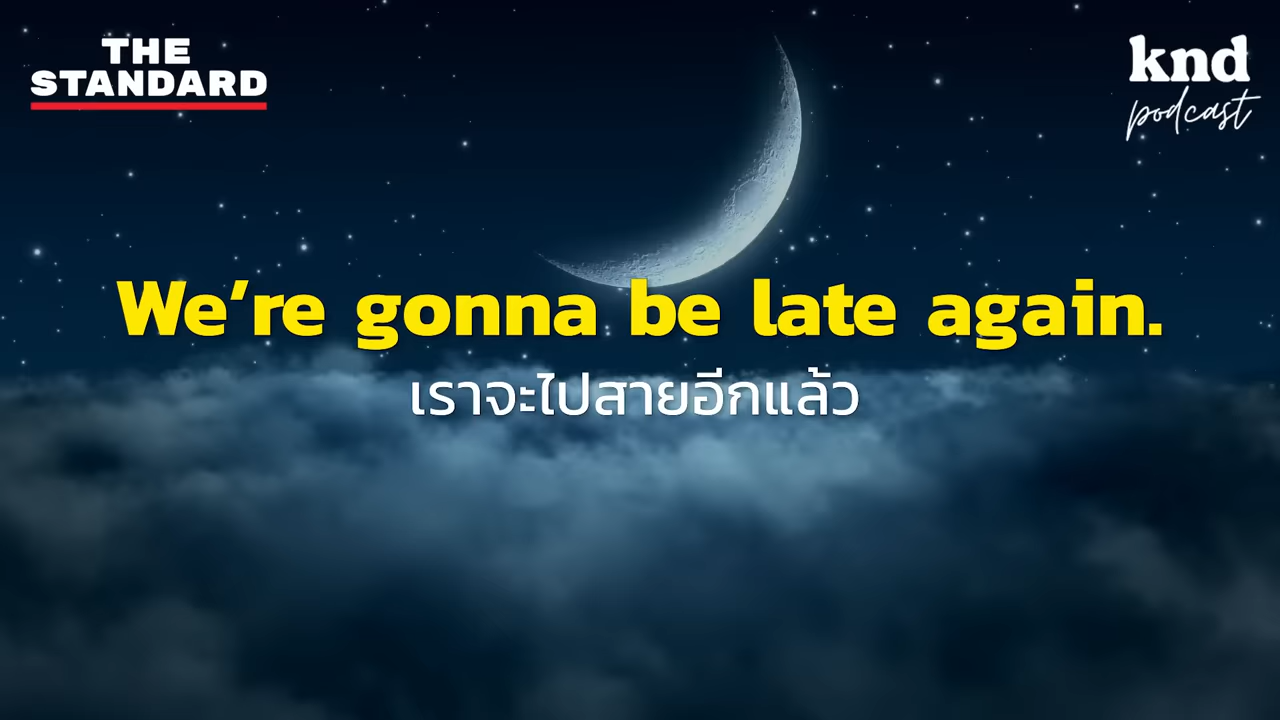 THE
STANDARD
knd
podcast
We’re gonna be late again.
เราจะไปสายอีกแล้ว